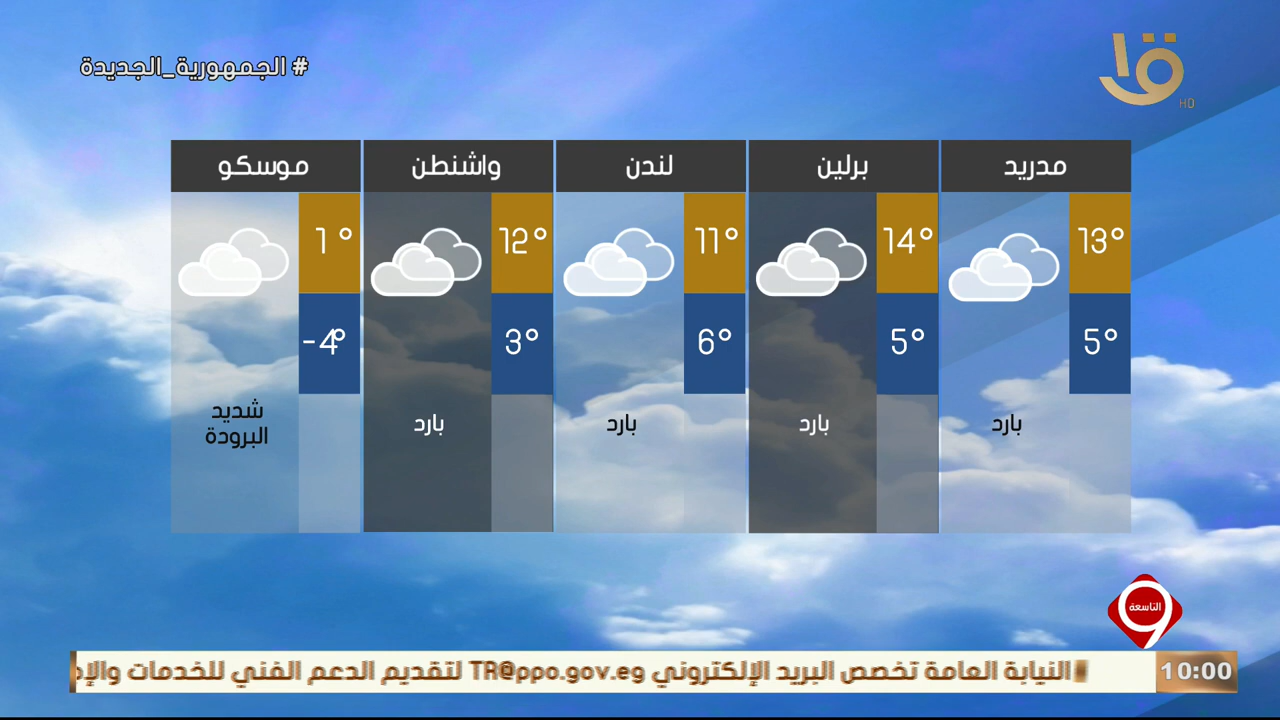 # الجمهورية_الجديدة
قا
HD
مدريد
13°
5°
بارد
برلين
14°
5°
بارد
لندن
11°
6°
بارد
واشنطن
12°
3°
بارد
موسكو
1°
-4°
شديد
البرودة
التاسعة
9
النيابة العامة تخصص البريد الإلكتروني TR@ppo.gov.eg لتقديم الدعم الفني للخدمات
10:00